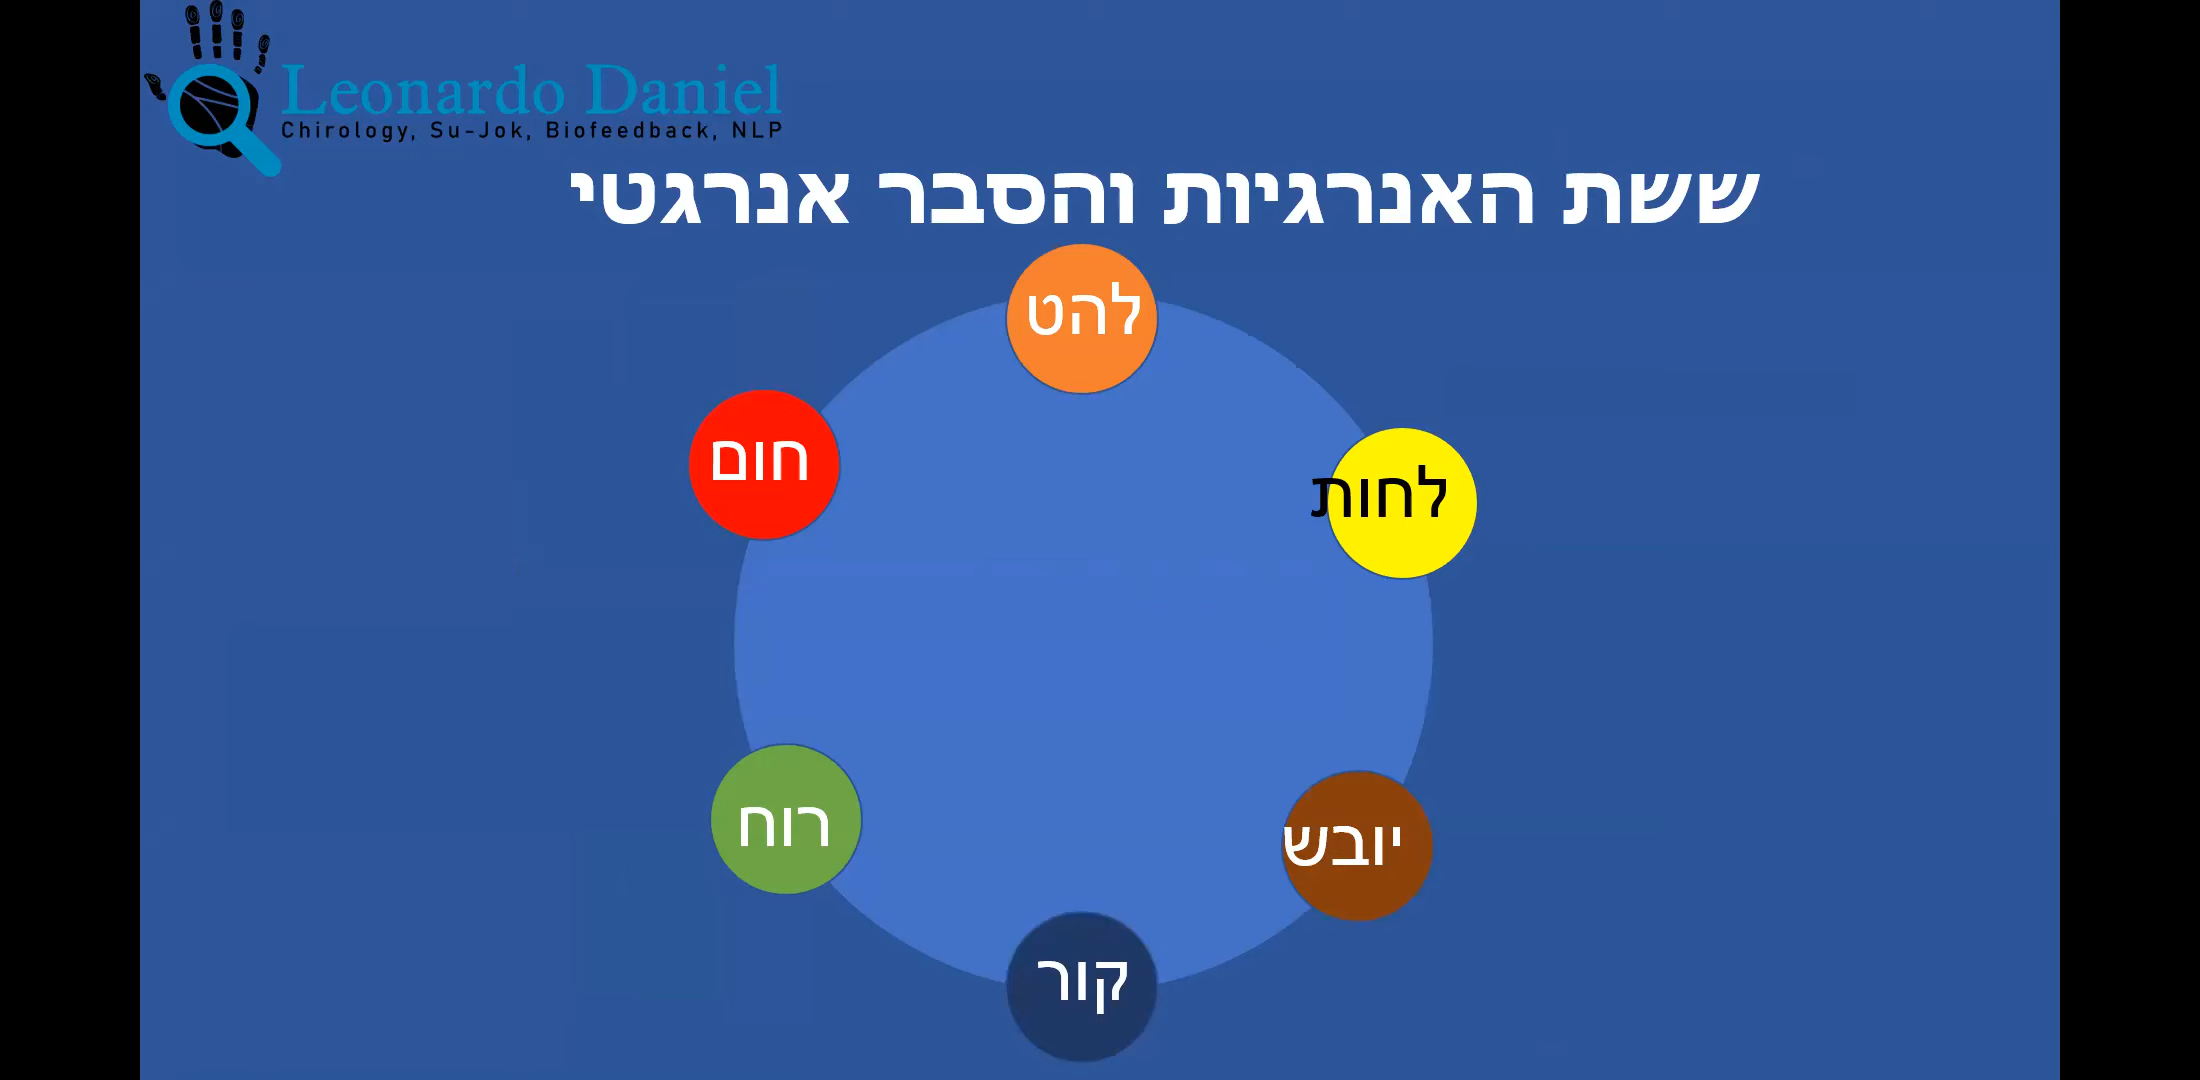 Leonardo Daniel
Chirology, Su-Jok, Biofeedback, NLP
ששת האנרגיות והסבר אנרגטי
להט
חום
לחות
רוח
יובש
קור